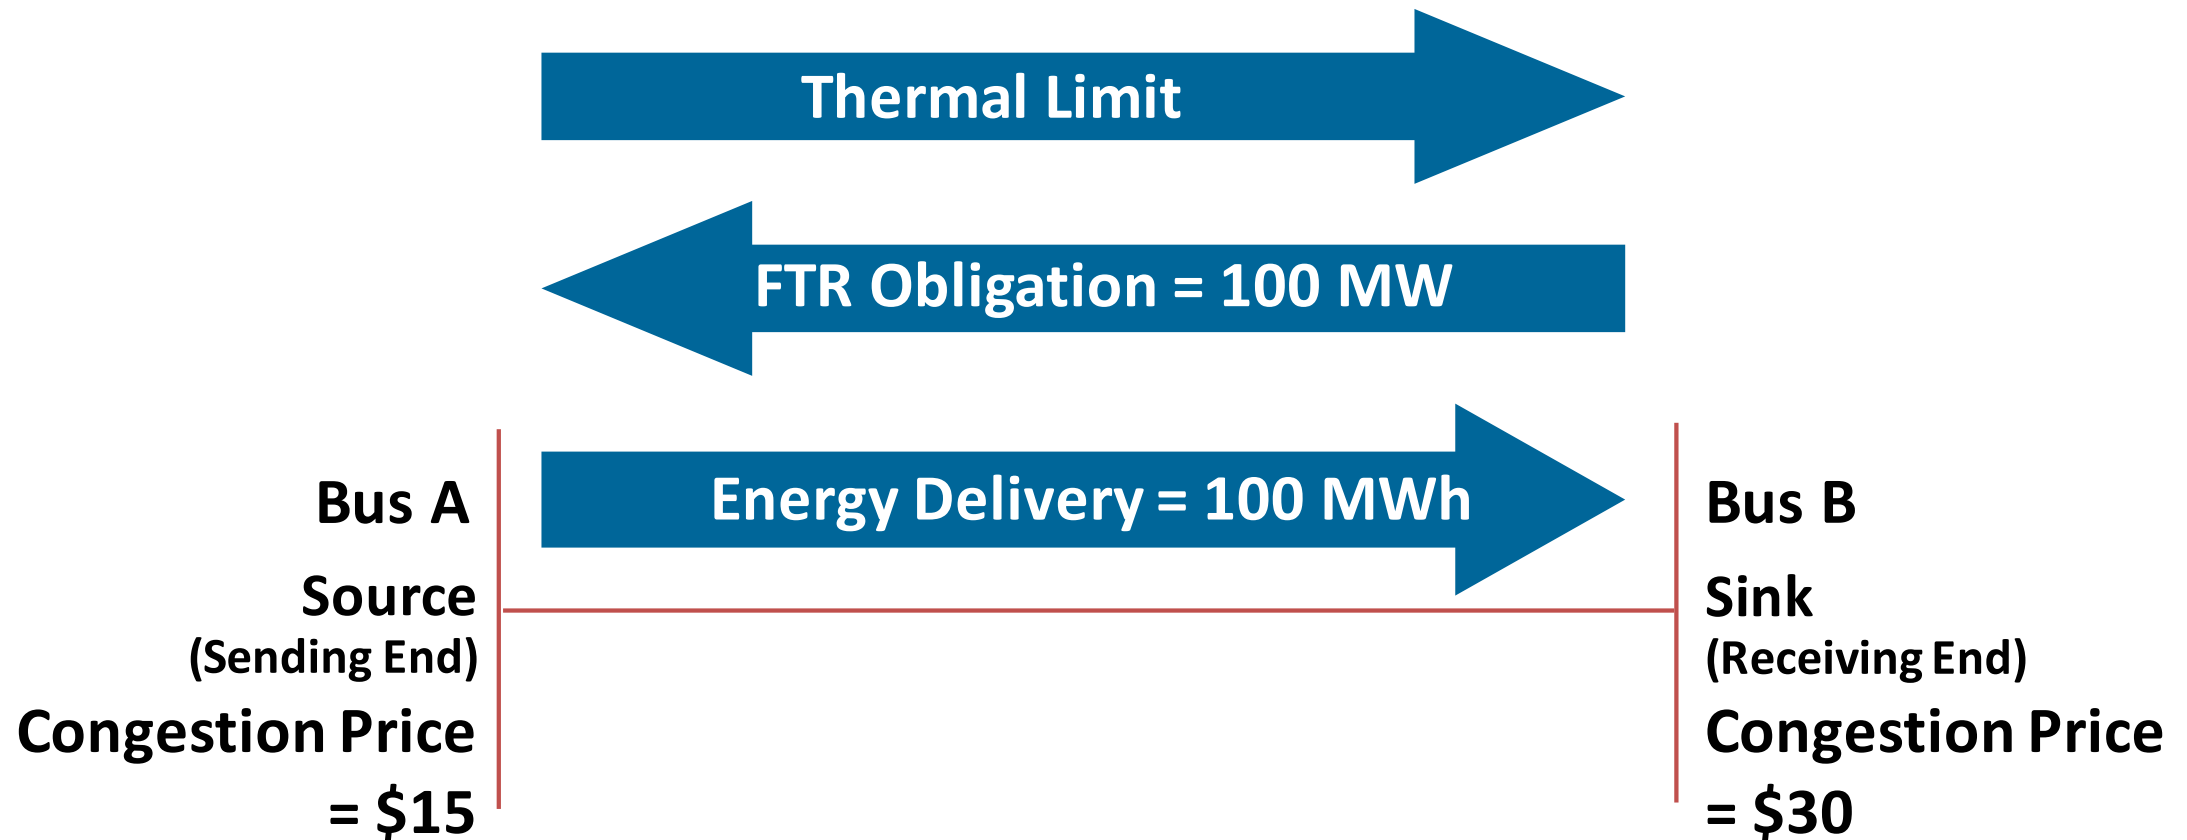 Thermal Limit
FTR Obligation = 100 MW
Energy Delivery = 100 MWh
Bus A
Source
(Sending End)
Congestion Price
= $15
Bus B
Sink
(Receiving End)
Congestion Price
= $30